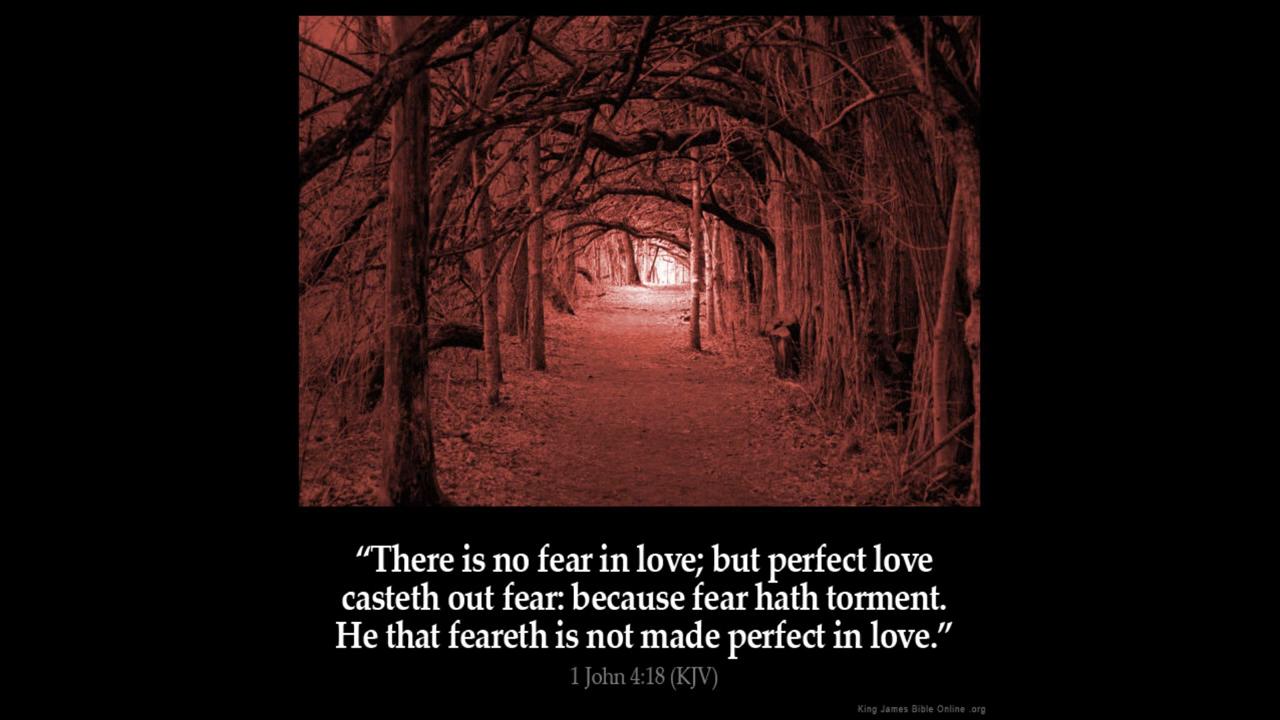 “There is no fear in love; but perfect love
casteth out fear: because fear hath torment.
He that feareth is not made perfect in love.”
1 John 4:18 (KJV)
King James Bible Online .org